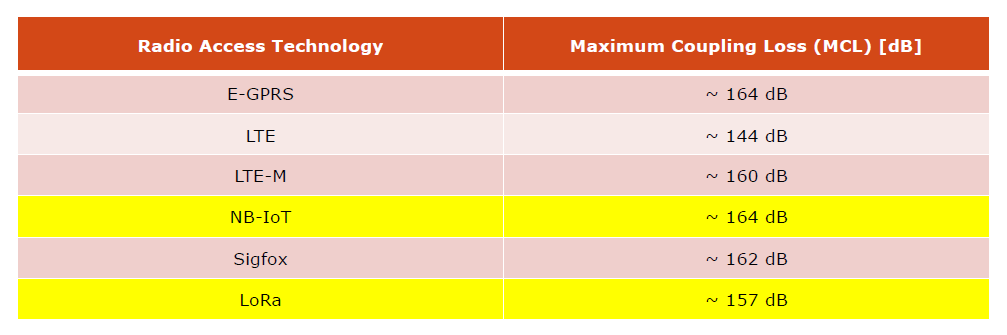 Radio Access Technology Maximum Coupling Loss (MCL) [dB]
E-GPRS ~ 164 dB
LTE ~ 144 dB
LTE-M ~ 160 dB
NB-IoT ~ 164 dB
Sigfox ~ 162 dB
LoRa ~ 157 dB